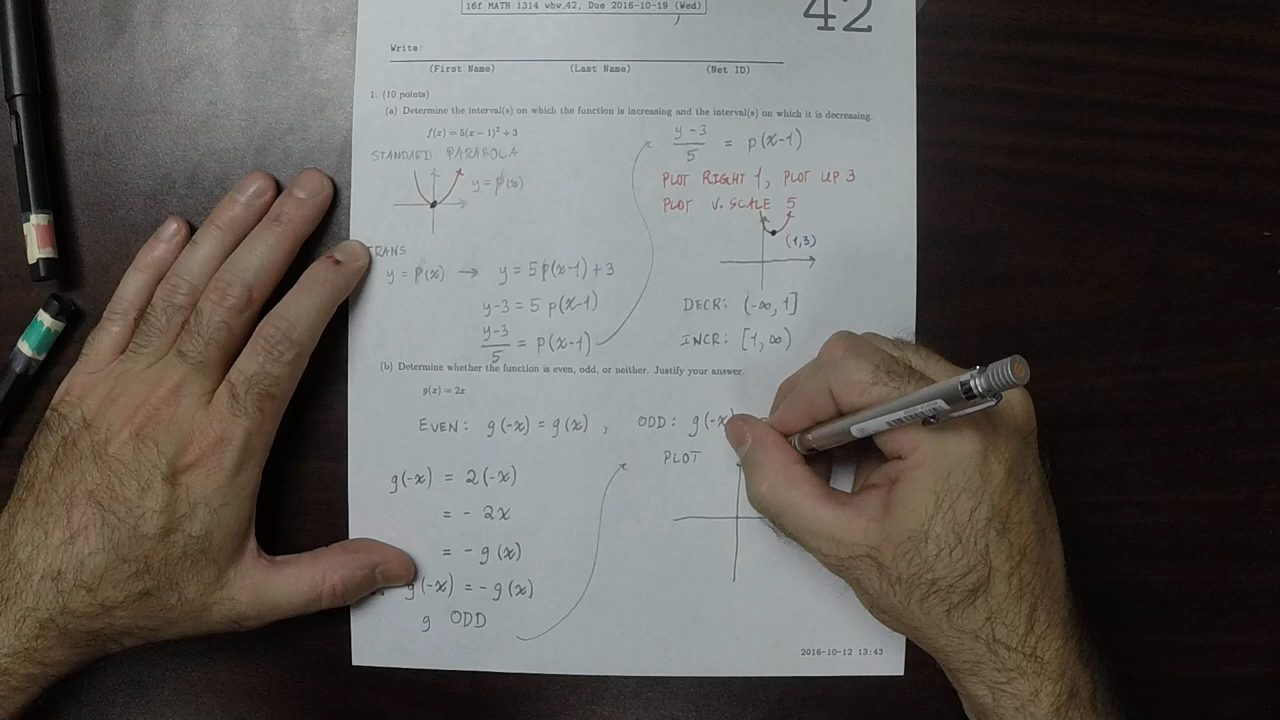 16f MATH 1314 wbw_42, Due 2016-10-19 (Wed)
42
Write:
(First Name) (Last Name) (Net ID)
1. (10 points)
(a) Determine the interval(s) on which the function is increasing and the interval(s) on which it is decreasing.
f(x) = 5(x − 1)² + 3
STANDARD PARABOLA
y = p(x)
TRANS
y = p(x) → y = 5p(x-1) + 3
y-3 = 5 p(x-1)
y-3/5 = p(x-1)
y-3/5 = p(x-1)
PLOT RIGHT 1, PLOT UP 3
PLOT V. SCALE 5
(1,3)
DECR: (-∞, 1]
INCR: [1, ∞)
(b) Determine whether the function is even, odd, or neither. Justify your answer.
g(x) = 2x
EVEN: g(-x) = g(x), ODD: g(-x)
g(-x) = 2(-x)
= - 2x
= - g(x)
g(-x) = -g(x)
g ODD
PLOT
2016-10-12 13:43